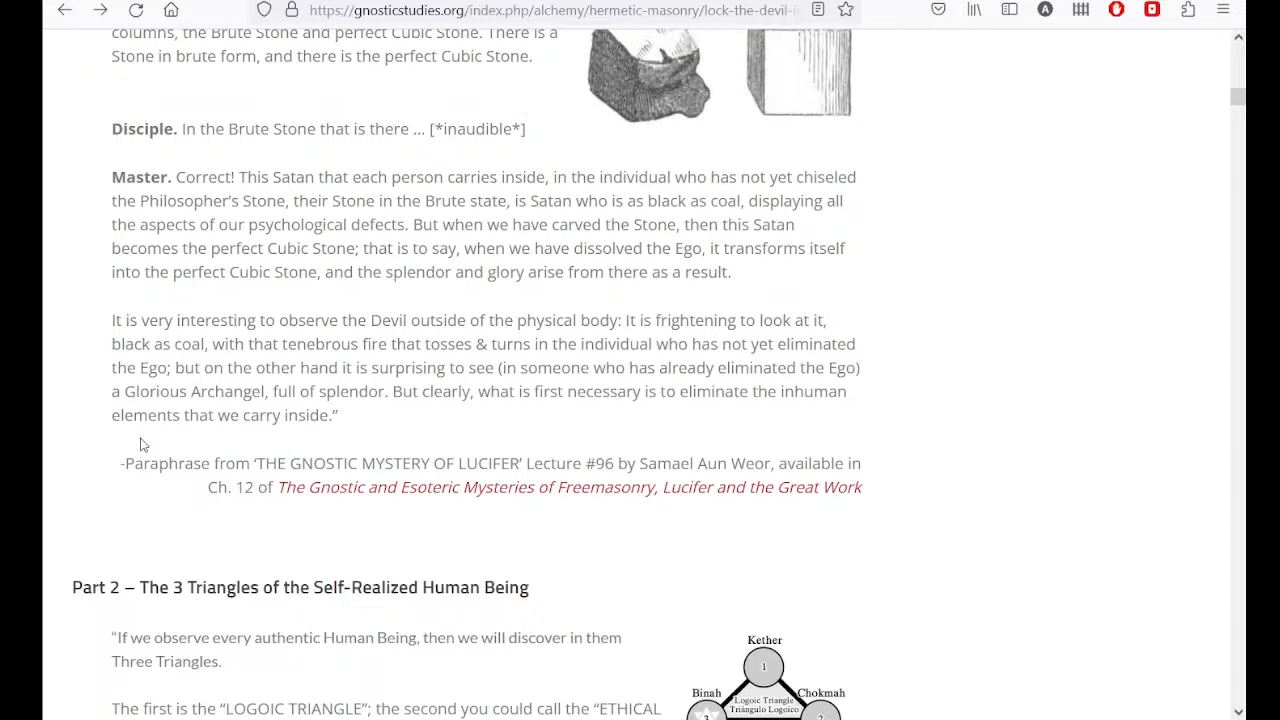 https://gnosticstudies.org/index.php/alchemy/hermetic-masonry/lock-the-devil-i
columns, the Brute Stone and perfect Cubic Stone. There is a
Stone in brute form, and there is the perfect Cubic Stone.
Disciple. In the Brute Stone that is there ... [*inaudible*]
Master. Correct! This Satan that each person carries inside, in the individual who has not yet chiseled
the Philosopher's Stone, their Stone in the Brute state, is Satan who is as black as coal, displaying all
the aspects of our psychological defects. But when we have carved the Stone, then this Satan
becomes the perfect Cubic Stone; that is to say, when we have dissolved the Ego, it transforms itself
into the perfect Cubic Stone, and the splendor and glory arise from there as a result.
It is very interesting to observe the Devil outside of the physical body: It is frightening to look at it,
black as coal, with that tenebrous fire that tosses & turns in the individual who has not yet eliminated
the Ego; but on the other hand it is surprising to see (in someone who has already eliminated the Ego)
a Glorious Archangel, full of splendor. But clearly, what is first necessary is to eliminate the inhuman
elements that we carry inside.”
-Paraphrase from ‘THE GNOSTIC MYSTERY OF LUCIFER’ Lecture #96 by Samael Aun Weor, available in
Ch. 12 of The Gnostic and Esoteric Mysteries of Freemasonry, Lucifer and the Great Work
Part 2 – The 3 Triangles of the Self-Realized Human Being
“If we observe every authentic Human Being, then we will discover in them
Three Triangles.
The first is the “LOGOIC TRIANGLE”; the second you could call the “ETHICAL
Kether
1
Binah
Chokmah
Logoic Triangle
Triángulo Logoico
3
2